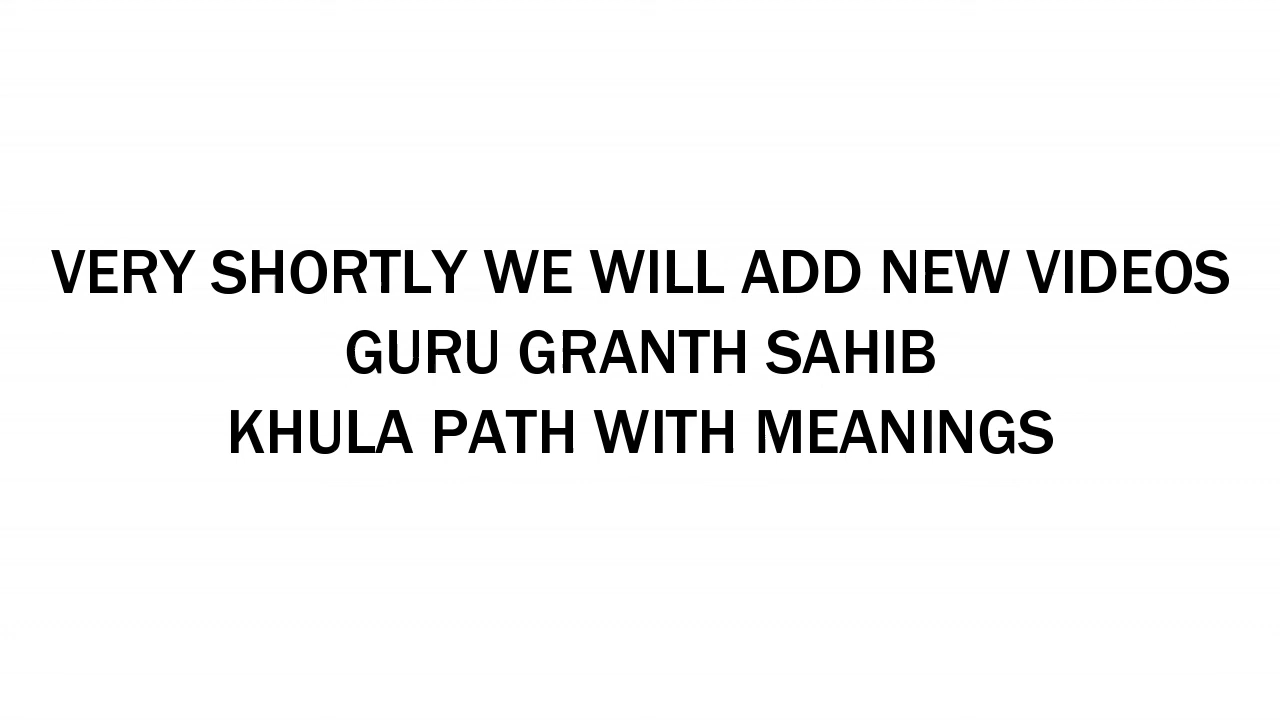 VERY SHORTLY WE WILL ADD NEW VIDEOS
GURU GRANTH SAHIB
KHULA PATH WITH MEANINGS